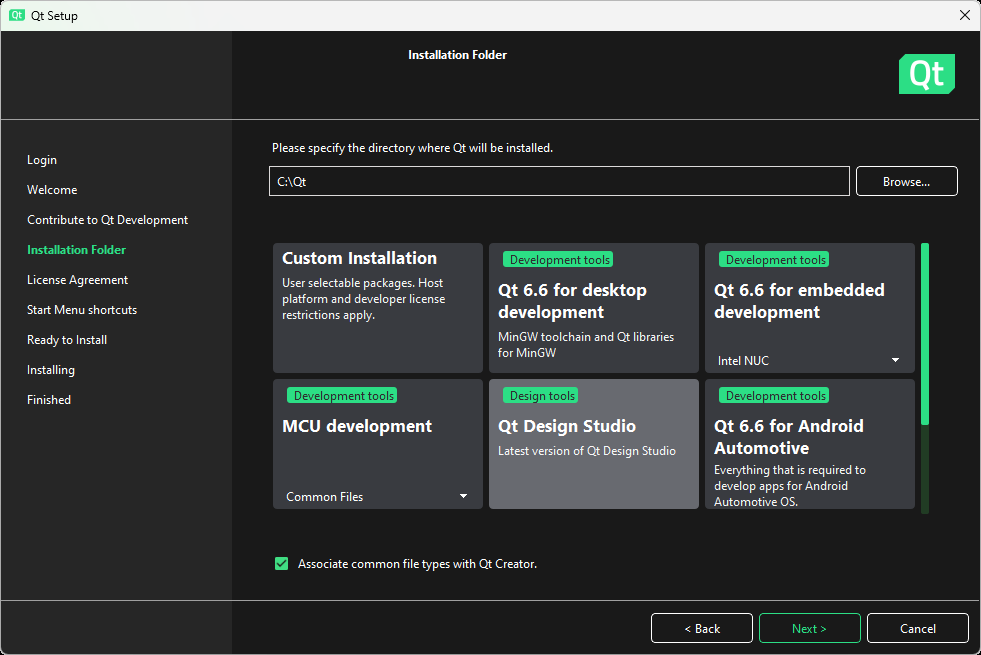 Qt Qt Setup
Installation Folder
Qt
Login
Welcome
Contribute to Qt Development
Installation Folder
License Agreement
Start Menu shortcuts
Ready to Install
Installing
Finished
Please specify the directory where Qt will be installed.
C:\Qt
Browse...
Custom Installation
User selectable packages. Host
platform and developer license
restrictions apply.
Development tools
Qt 6.6 for desktop
development
MinGW toolchain and Qt libraries
for MinGW
Development tools
Qt 6.6 for embedded
development
Intel NUC
Development tools
MCU development
Common Files
Design tools
Qt Design Studio
Latest version of Qt Design Studio
Development tools
Qt 6.6 for Android
Automotive
Everything that is required to
develop apps for Android
Automotive OS.
Associate common file types with Qt Creator.
< Back
Next >
Cancel